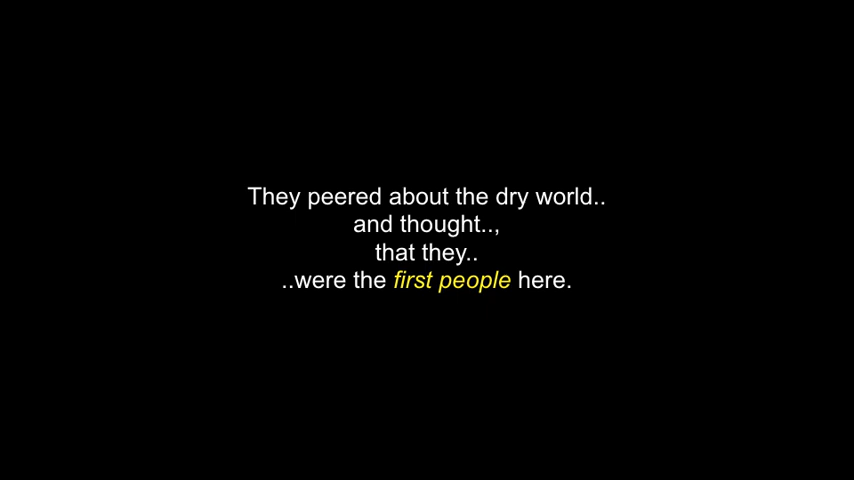 They peered about the dry world..
and thought..,
that they..
..were the first people here.